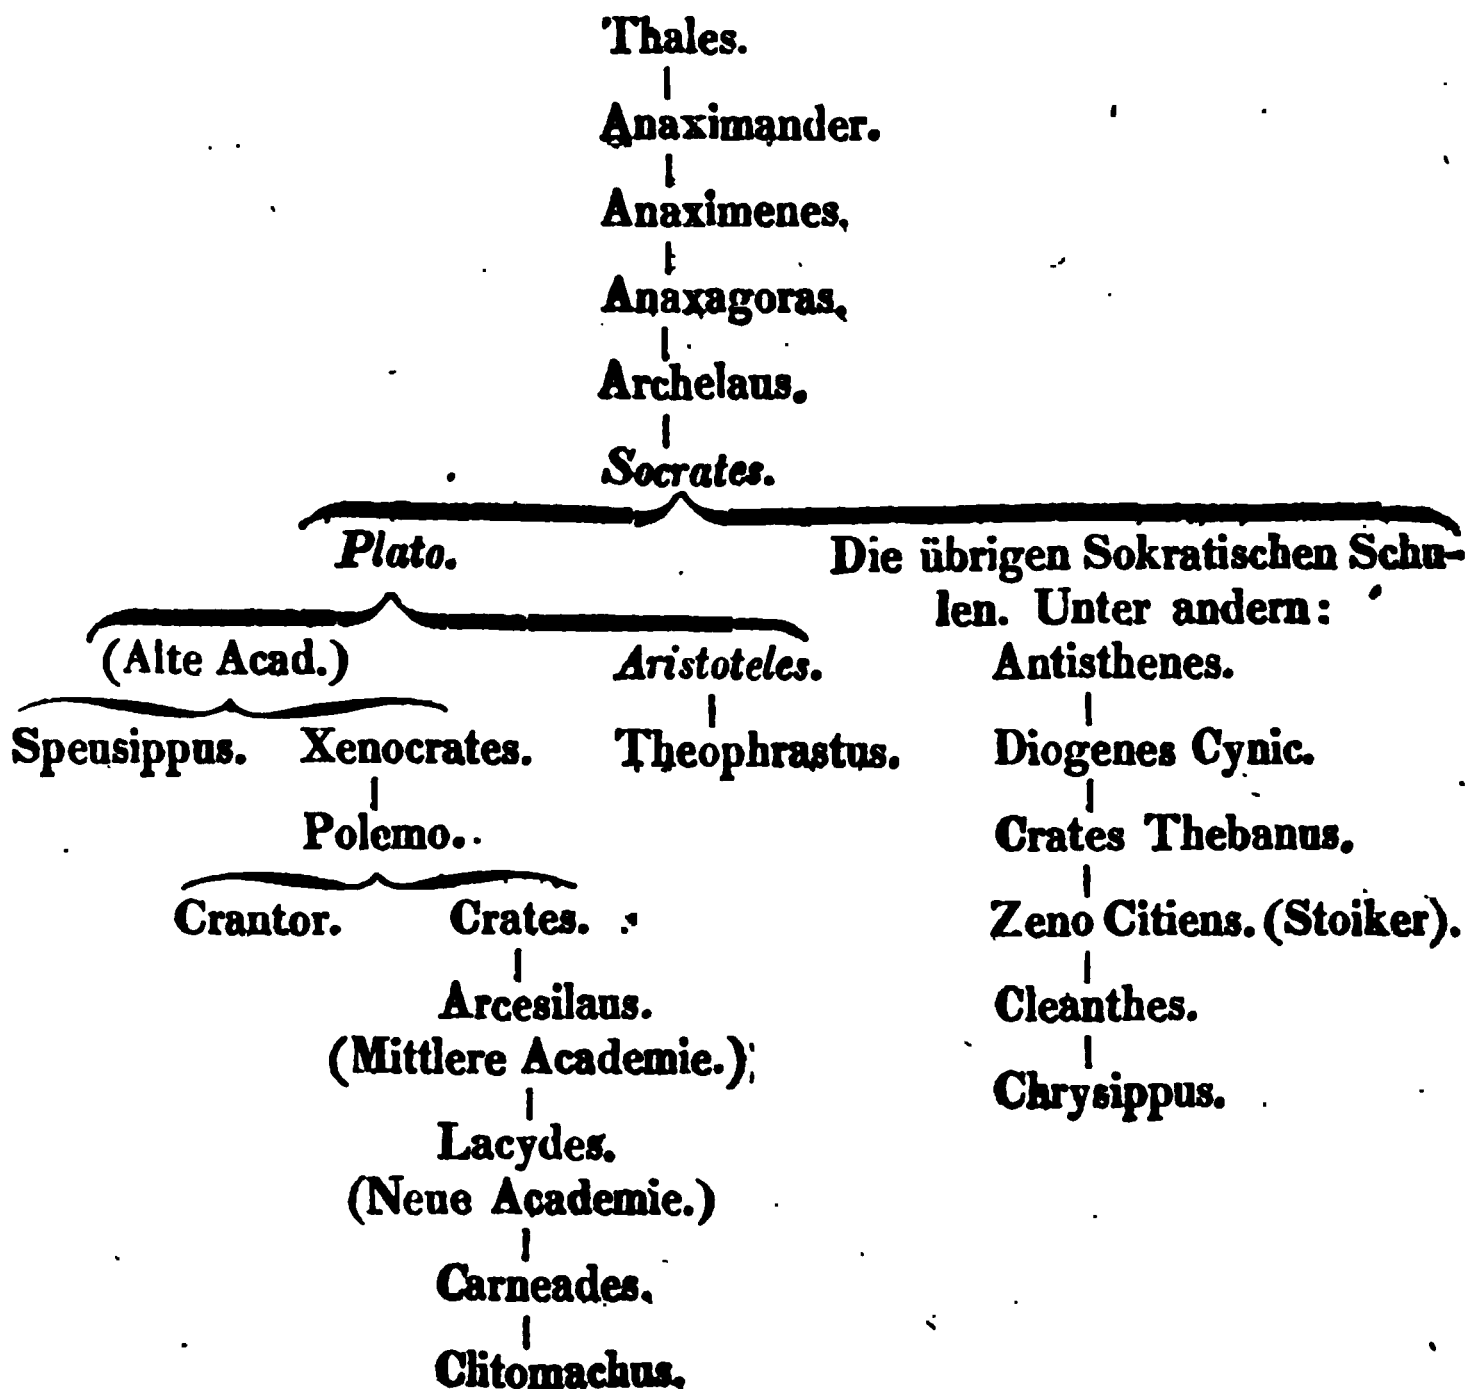 Thales.
Anaximander.
Anaximenes.
Anaxagoras.
Archelaus.
Socrates.
Plato.
(Alte Acad.)
Speusippus. Xenocrates.
Polemo.
Crantor. Crates.
Arcesilaus.
(Mittlere Academie.)
Lacydes.
(Neue Academie.)
Carneades.
Clitomachus.
Aristoteles.
Theophrastus.
Die übrigen Sokratischen Schu-
len. Unter andern:
Antisthenes.
Diogenes Cynic.
Crates Thebanus.
Zeno Citiens. (Stoiker).
Cleanthes.
Chrysippus.